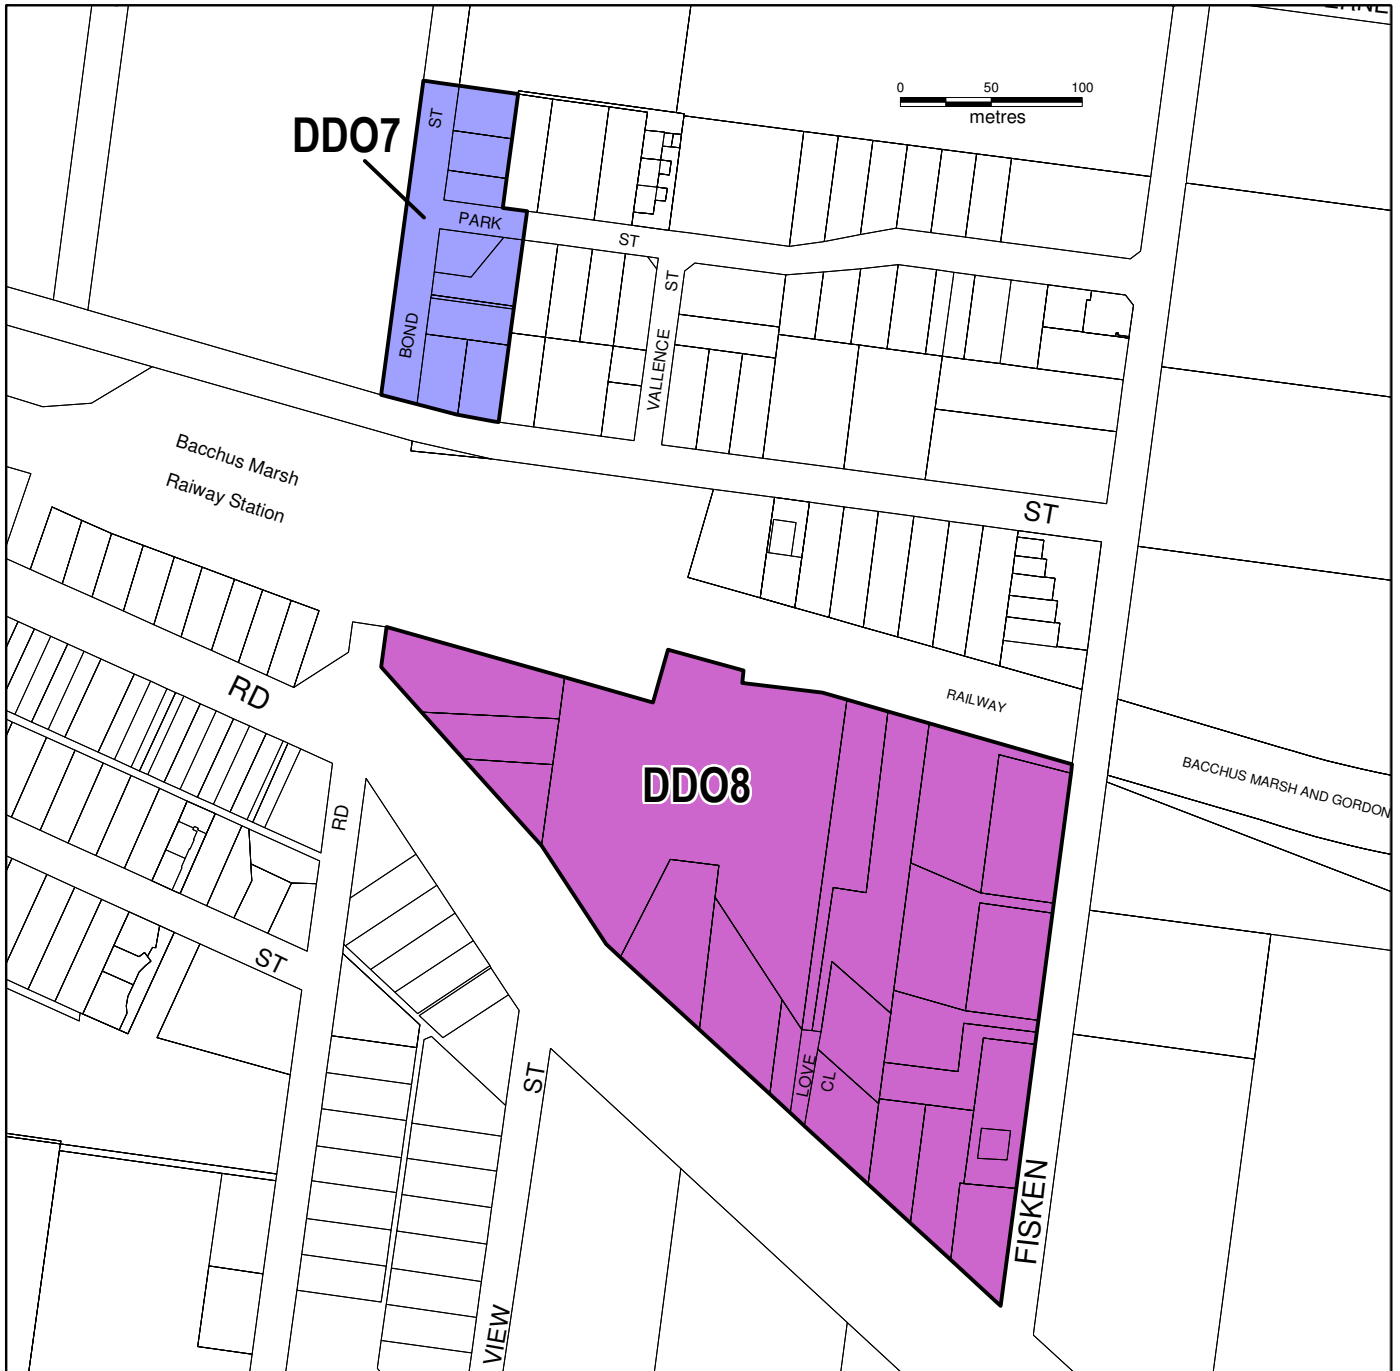 0 50 100
metres
DDO7
ST
PARK
ST
ST
BOND
VALLENCE
Bacchus Marsh
Raiway Station
ST
RD
RAILWAY
BACCHUS MARSH AND GORDON
DDO8
RD
ST
LOVE
CL
ST
FISKEN
VIEW